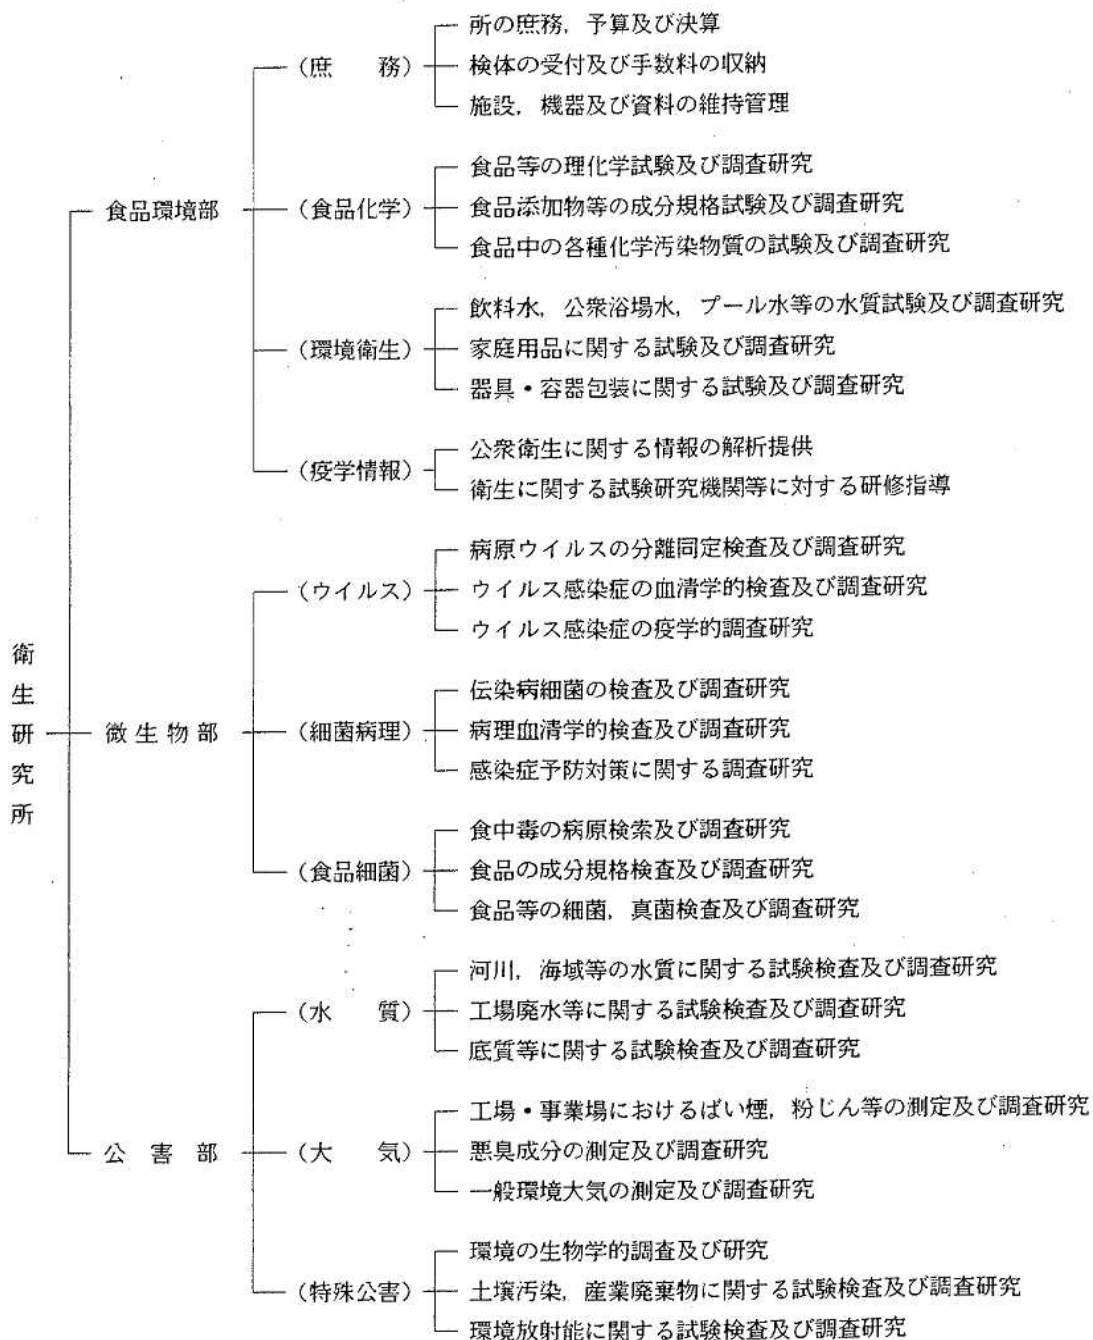 衛生研究所
食品環境部
(庶 務)
所の庶務,予算及び決算
検体の受付及び手数料の収納
施設,機器及び資料の維持管理
(食品化学)
食品等の理化学試験及び調査研究
食品添加物等の成分規格試験及び調査研究
食品中の各種化学汚染物質の試験及び調査研究
(環境衛生)
飲料水,公衆浴場水,プール水等の水質試験及び調査研究
家庭用品に関する試験及び調査研究
器具・容器包装に関する試験及び調査研究
(疫学情報)
公衆衛生に関する情報の解析提供
衛生に関する試験研究機関等に対する研修指導
微生物部
(ウイルス)
病原ウイルスの分離同定検査及び調査研究
ウイルス感染症の血清学的検査及び調査研究
ウイルス感染症の疫学的調査研究
(細菌病理)
伝染病細菌の検査及び調査研究
病理血清学的検査及び調査研究
感染症予防対策に関する調査研究
(食品細菌)
食中毒の病原検索及び調査研究
食品の成分規格検査及び調査研究
食品等の細菌,真菌検査及び調査研究
公害部
(水 質)
河川,海域等の水質に関する試験検査及び調査研究
工場廃水等に関する試験検査及び調査研究
底質等に関する試験検査及び調査研究
(大 気)
工場・事業場におけるばい煙,粉じん等の測定及び調査研究
悪臭成分の測定及び調査研究
一般環境大気の測定及び調査研究
(特殊公害)
環境の生物学的調査及び研究
土壌汚染,産業廃棄物に関する試験検査及び調査研究
環境放射能に関する試験検査及び調査研究